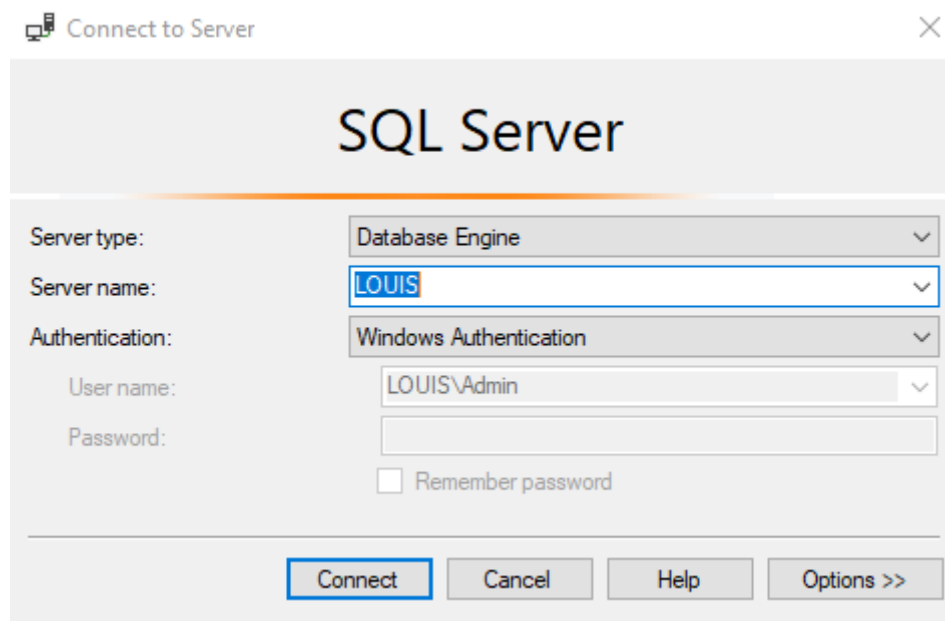 Connect to Server
SQL Server
Server type: Database Engine
Server name: LOUIS
Authentication: Windows Authentication
User name: LOUIS\Admin
Password:
Remember password
Connect Cancel Help Options >>